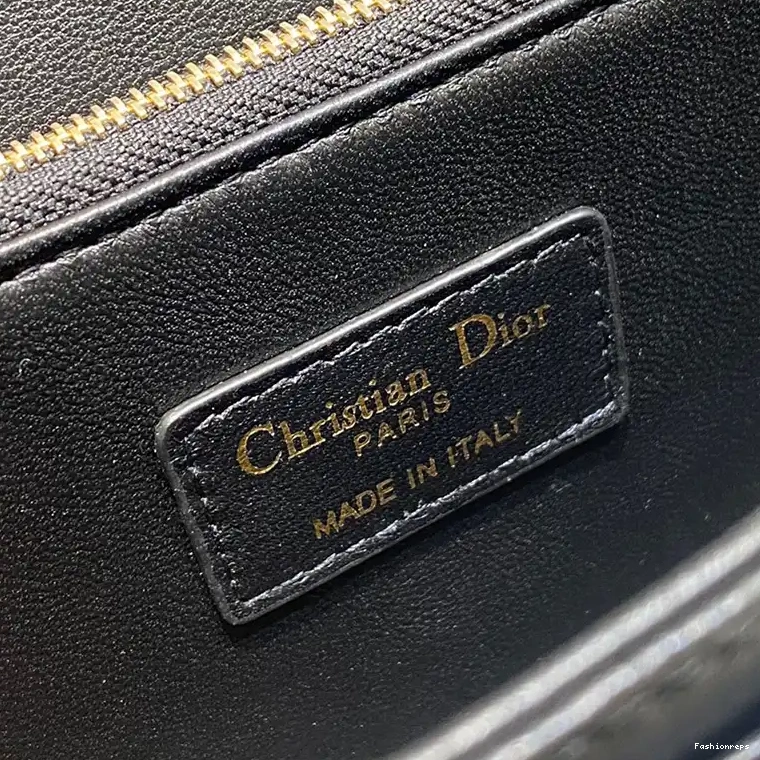 Christian Dior
PARIS
MADE IN ITALY
Fashionreps